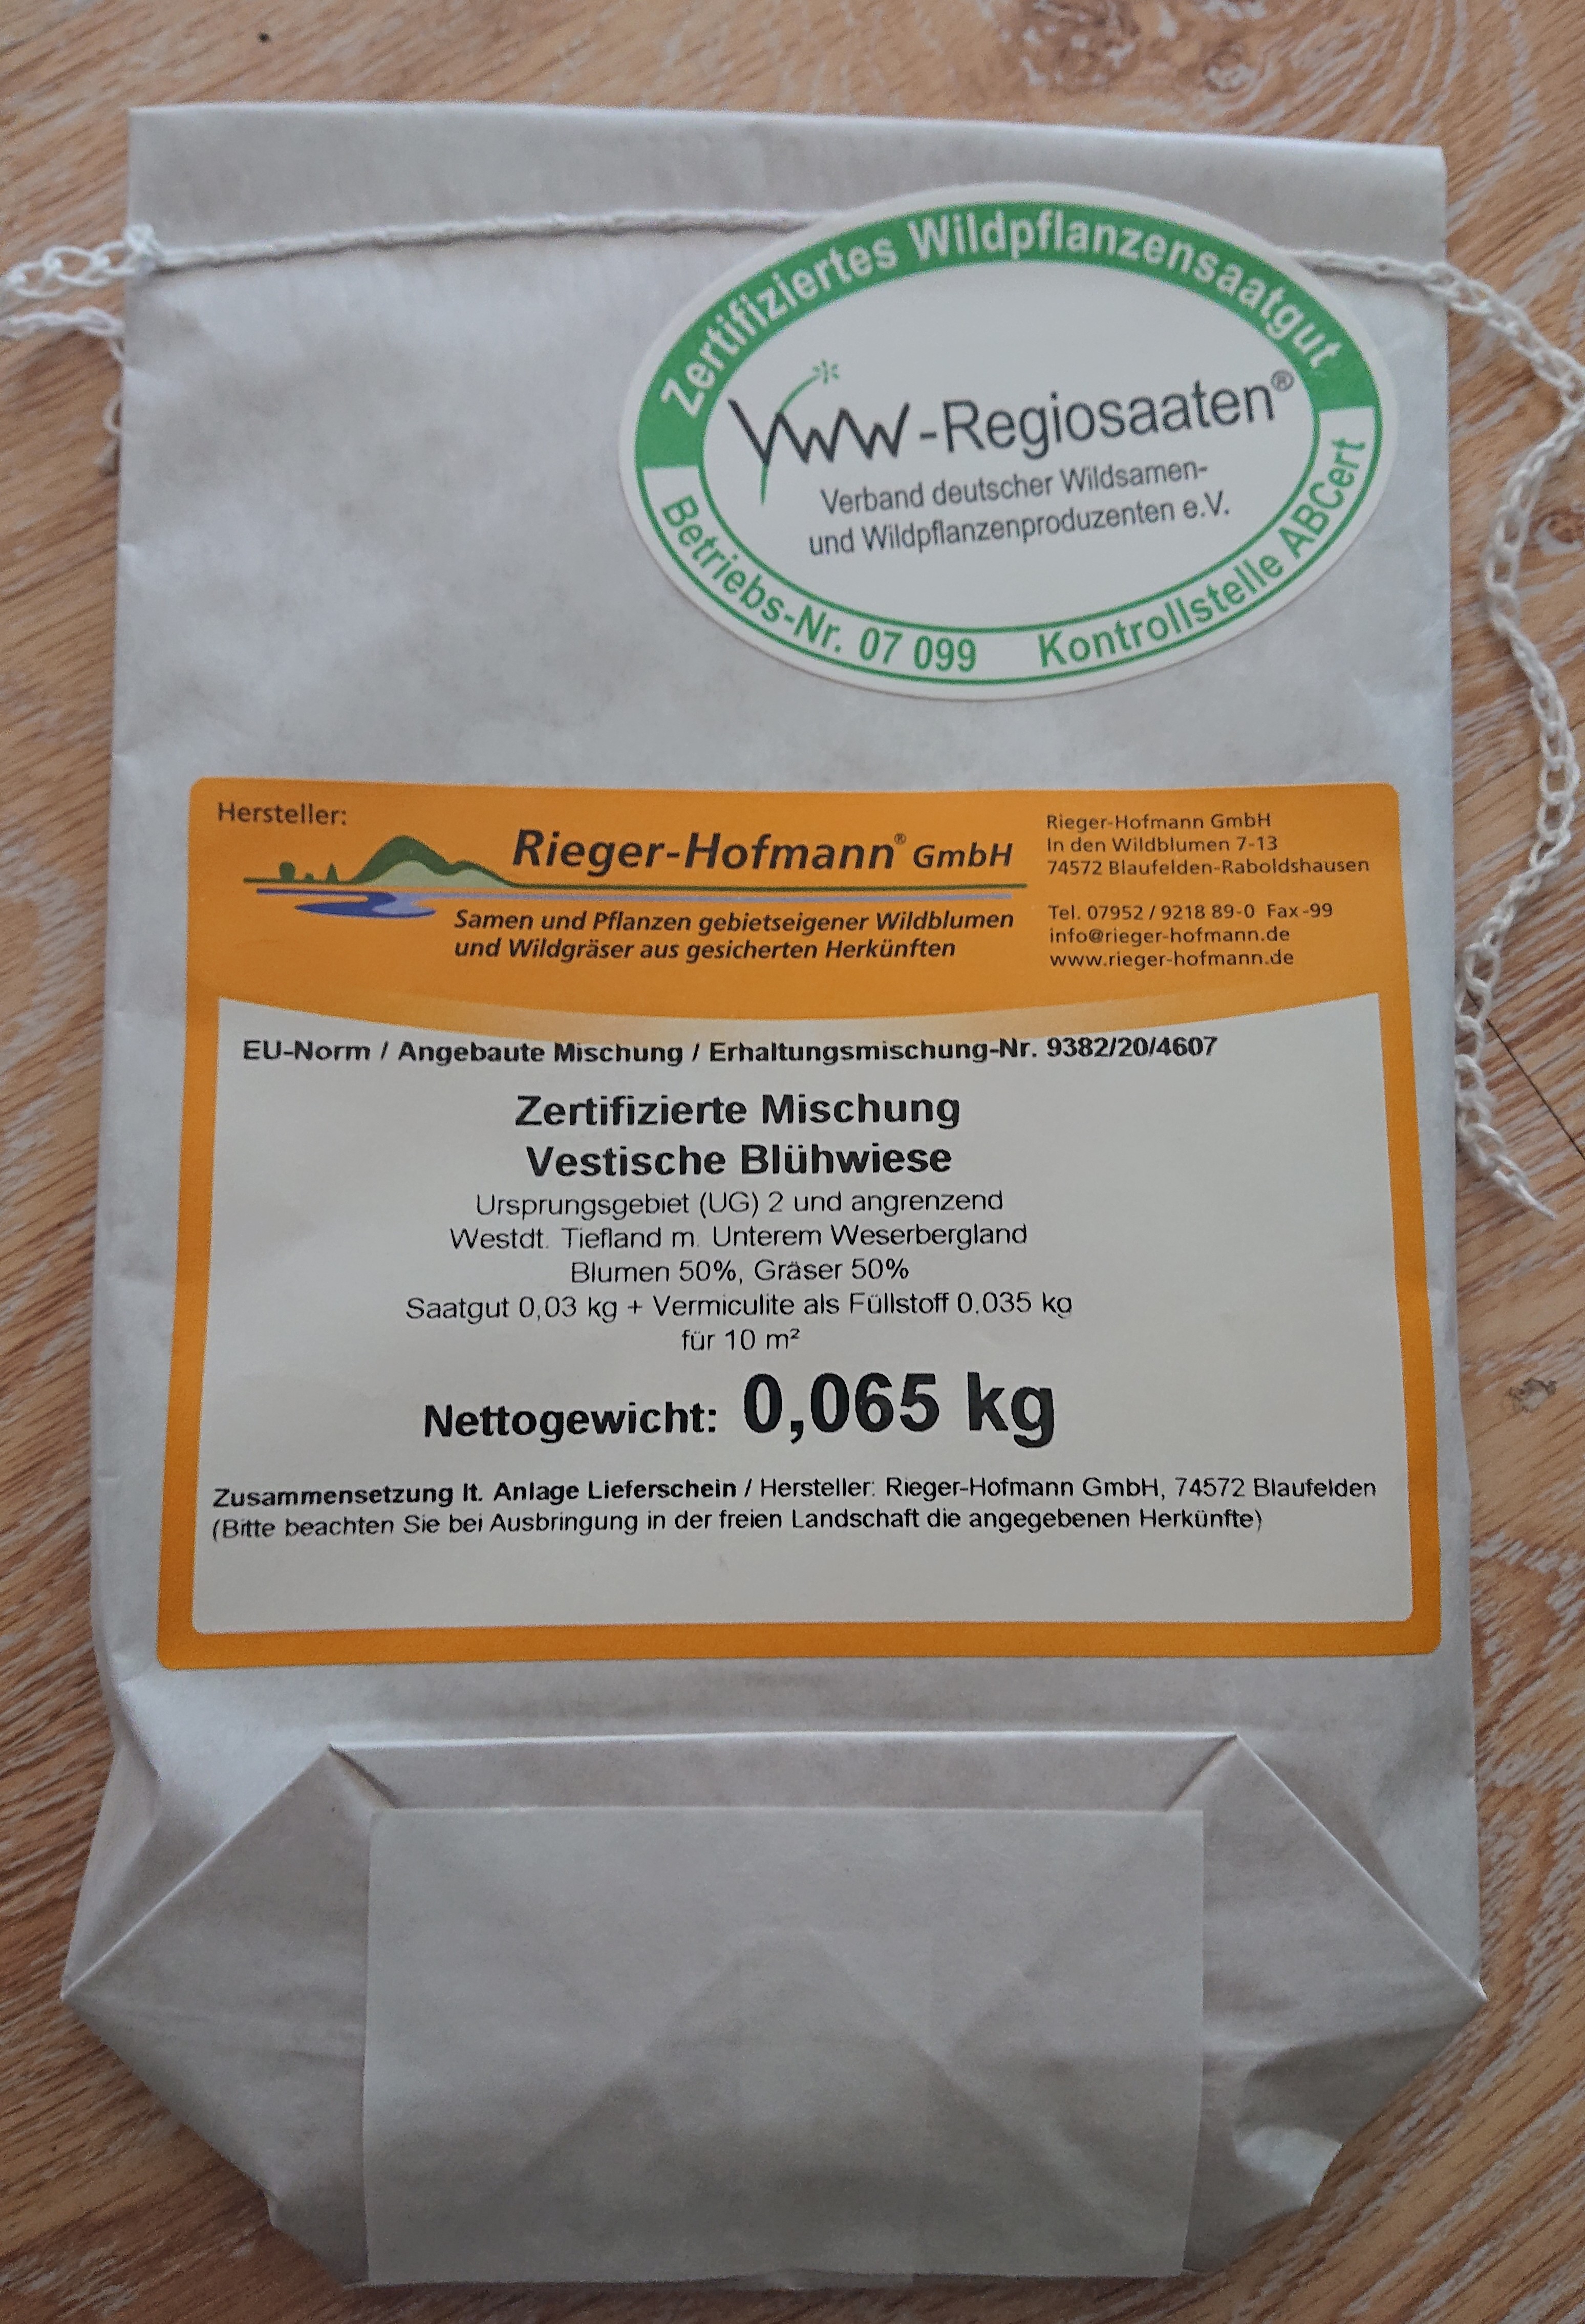 Zertifiziertes Wildpflanzensaatgut
VWW-Regiosaaten®
Verband deutscher Wildsamen-
und Wildpflanzenproduzenten e.V.
Betriebs-Nr. 07 099 Kontrollstelle ABCert
Hersteller:
Rieger-Hofmann® GmbH
Samen und Pflanzen gebietseigener Wildblumen
und Wildgräser aus gesicherten Herkünften
Rieger-Hofmann GmbH
In den Wildblumen 7-13
74572 Blaufelden-Raboldshausen
Tel. 07952 / 9218 89-0 Fax -99
info@rieger-hofmann.de
www.rieger-hofmann.de
EU-Norm / Angebaute Mischung / Erhaltungsmischung-Nr. 9382/20/4607
Zertifizierte Mischung
Vestische Blühwiese
Ursprungsgebiet (UG) 2 und angrenzend
Westdt. Tiefland m. Unterem Weserbergland
Blumen 50%, Gräser 50%
Saatgut 0,03 kg + Vermiculite als Füllstoff 0,035 kg
für 10 m²
Nettogewicht: 0,065 kg
Zusammensetzung lt. Anlage Lieferschein / Hersteller: Rieger-Hofmann GmbH, 74572 Blaufelden
(Bitte beachten Sie bei Ausbringung in der freien Landschaft die angegebenen Herkünfte)